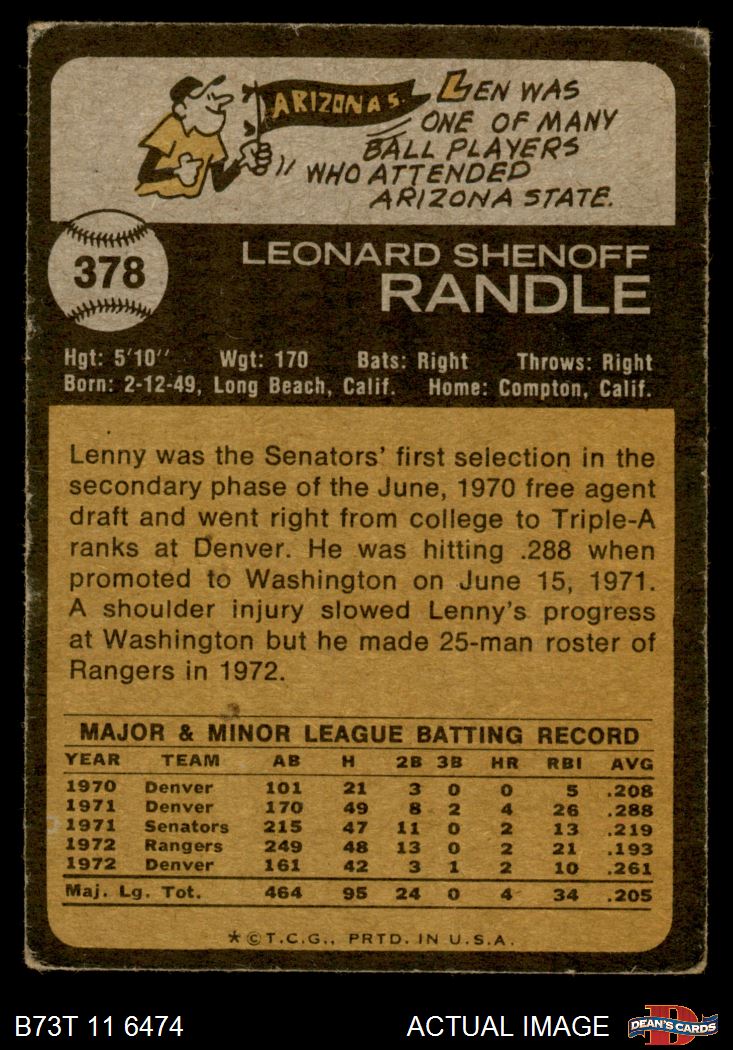 ARIZONA S.
LEN WAS
ONE OF MANY
BALL PLAYERS
WHO ATTENDED
ARIZONA STATE.
378
LEONARD SHENOFF
RANDLE
Hgt: 5'10" Wgt: 170 Bats: Right Throws: Right
Born: 2-12-49, Long Beach, Calif. Home: Compton, Calif.
Lenny was the Senators' first selection in the
secondary phase of the June, 1970 free agent
draft and went right from college to Triple-A
ranks at Denver. He was hitting .288 when
promoted to Washington on June 15, 1971.
A shoulder injury slowed Lenny's progress
at Washington but he made 25-man roster of
Rangers in 1972.
MAJOR & MINOR LEAGUE BATTING RECORD
YEAR TEAM AB H 2B 3B HR RBI AVG
1970 Denver 101 21 3 0 0 5 .208
1971 Denver 170 49 8 2 4 26 .288
1971 Senators 215 47 11 0 2 13 .219
1972 Rangers 249 48 13 0 2 21 .193
1972 Denver 161 42 3 1 2 10 .261
Maj. Lg. Tot. 464 95 24 0 4 34 .205
*©T.C.G., PRTD. IN U.S.A.
B73T 11 6474 ACTUAL IMAGE D DEAN'S CARDS